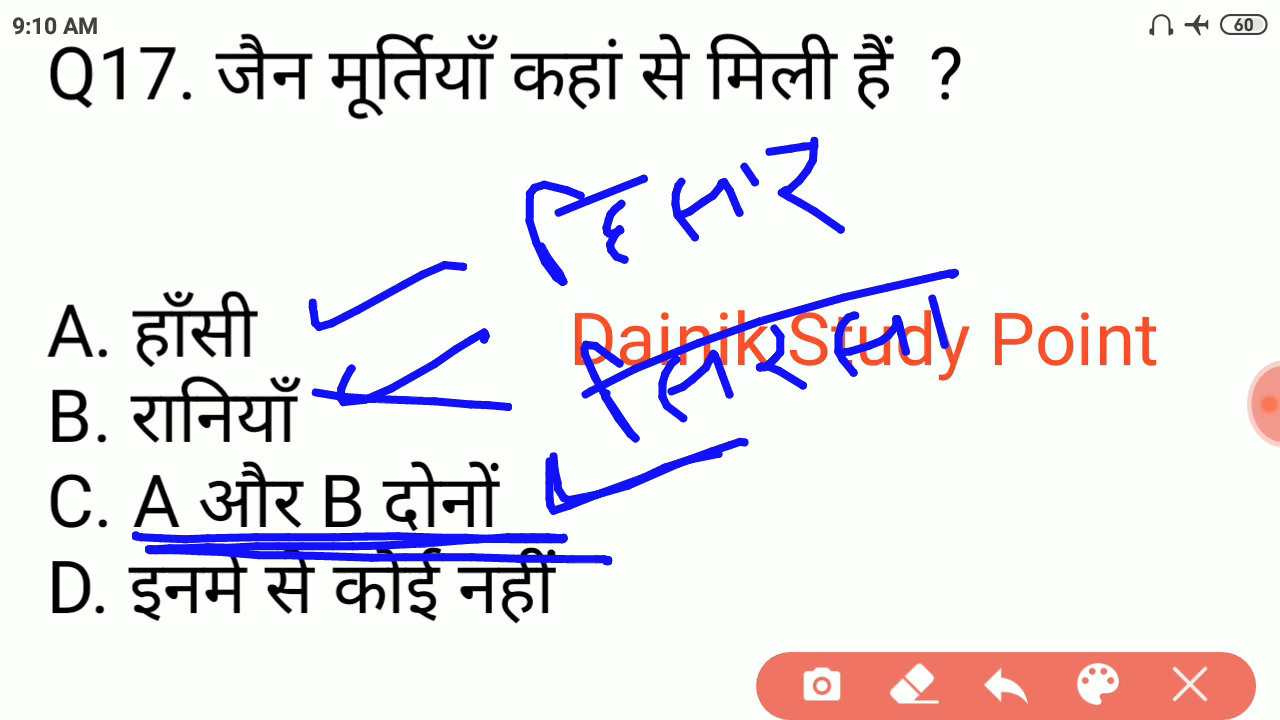 9:10 AM
60
Q17. जैन मूर्तियाँ कहां से मिली हैं ?
हिसार
A. हाँसी
Dainik Study Point
सिरसा
B. रानियाँ
C. A और B दोनों
D. इनमे से कोई नहीं